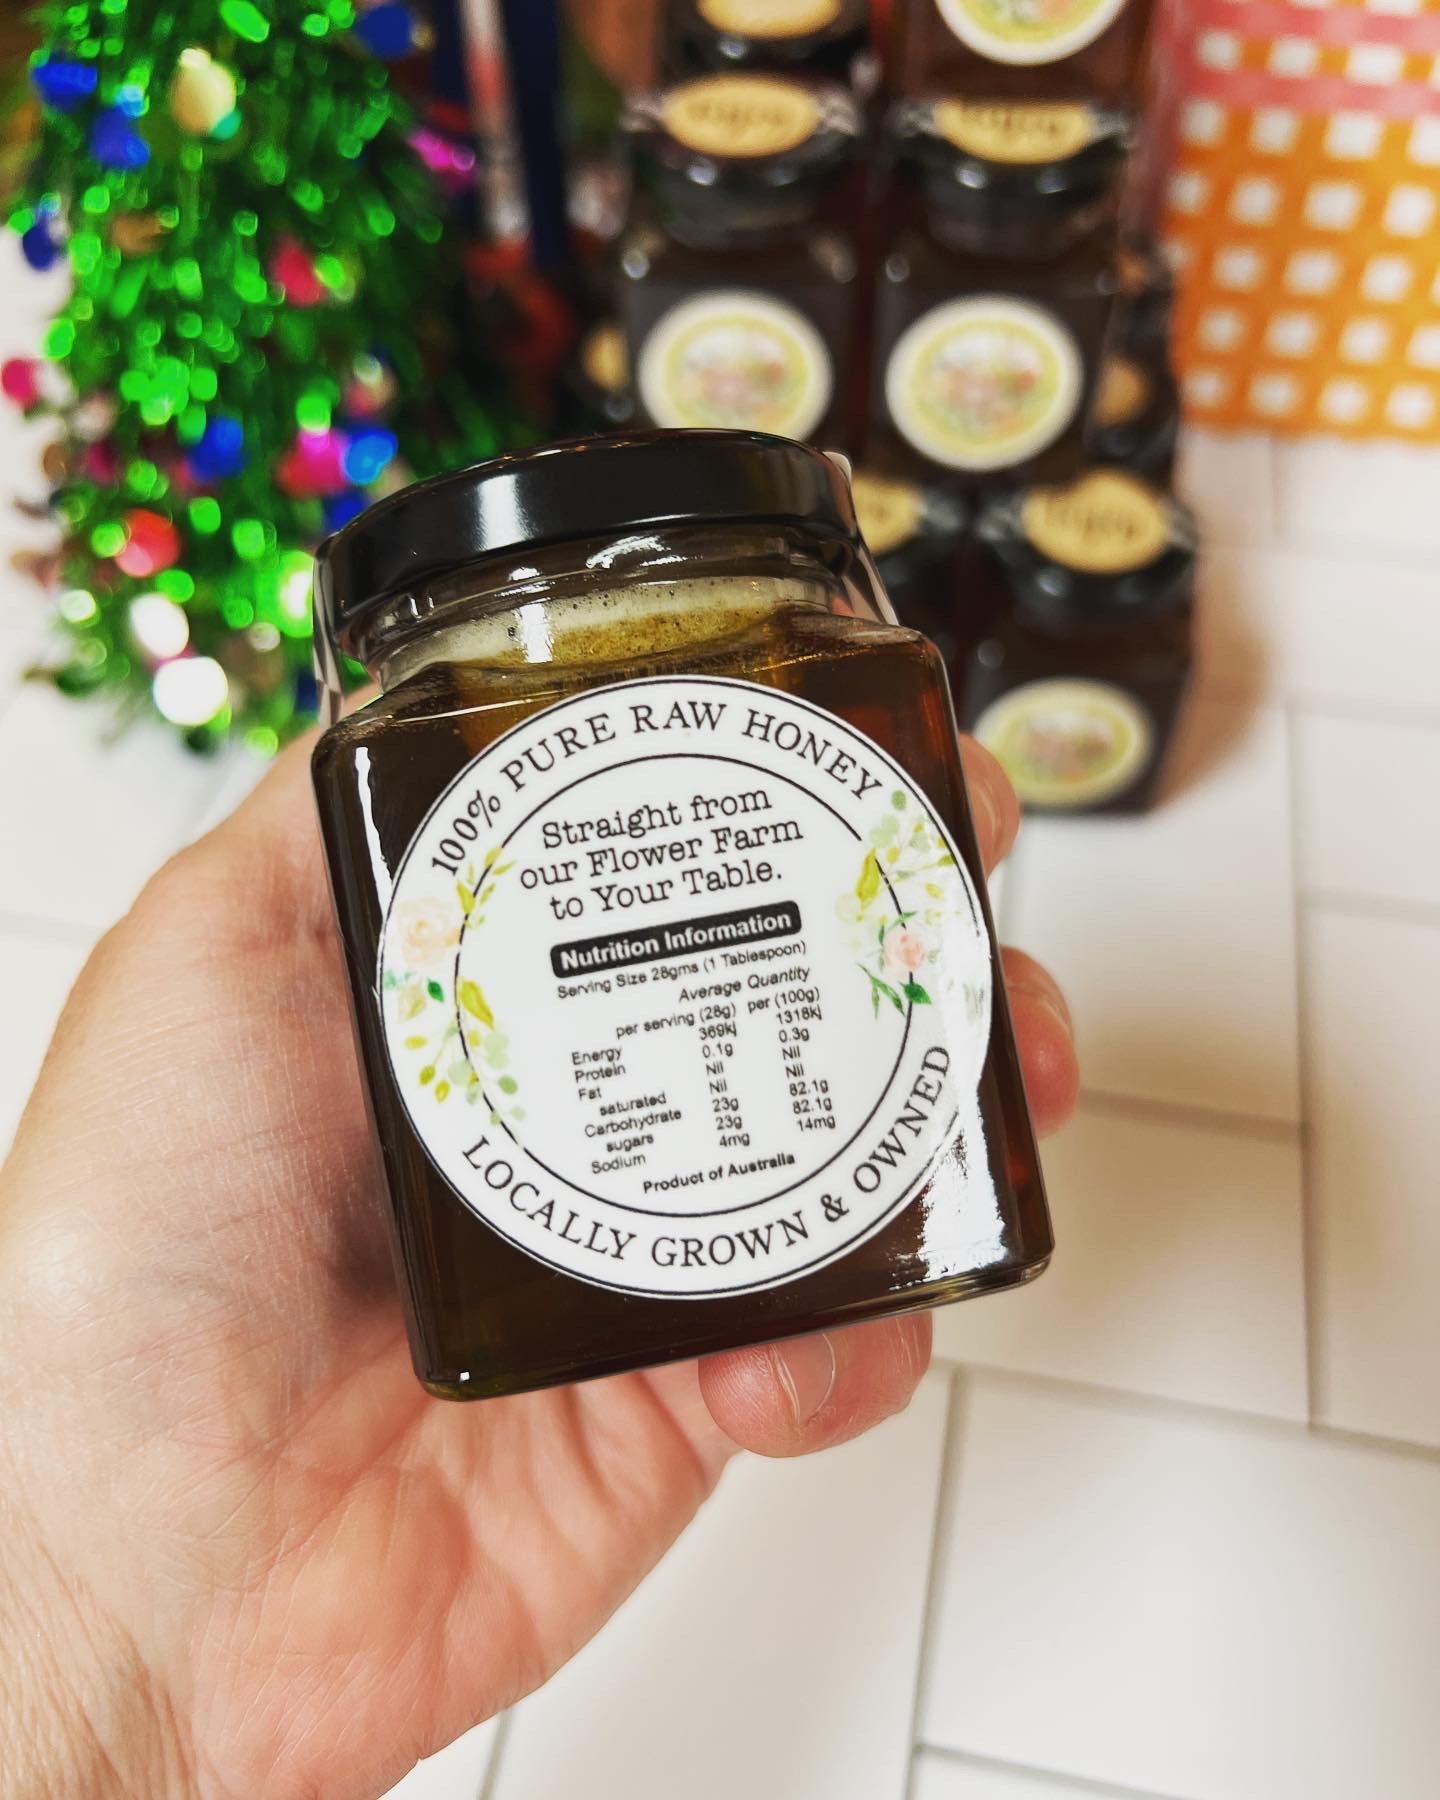 100% PURE RAW HONEY
Straight from
our Flower Farm
to Your Table.
Nutrition Information
Serving Size 28gms (1 Tablespoon)
Average Quantity
per serving (28g) per (100g)
Energy 369kj 1318kj
Protein 0.1g 0.3g
Fat Nil Nil
saturated Nil Nil
Carbohydrate 23g 82.1g
sugars 23g 82.1g
Sodium 4mg 14mg
Product of Australia
LOCALLY GROWN & OWNED